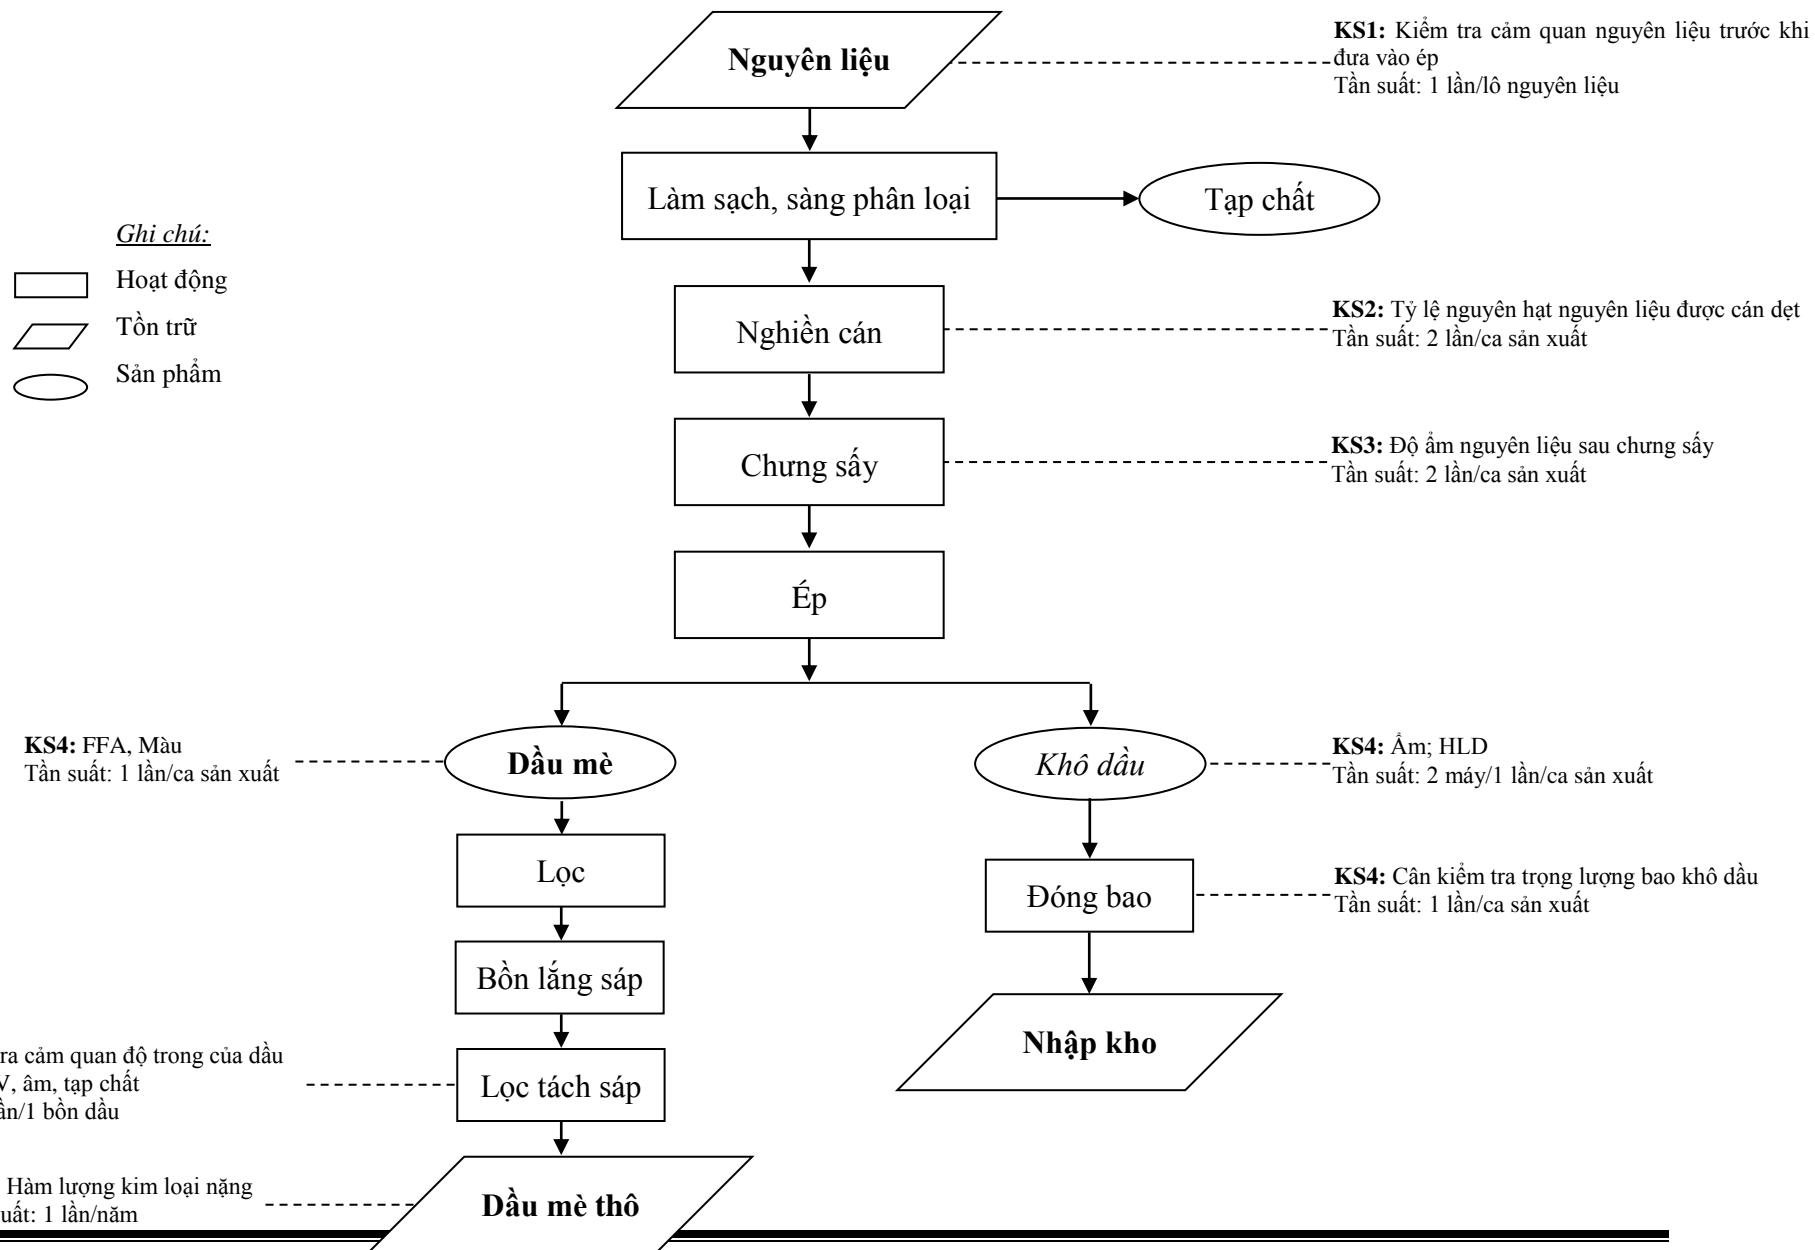 Nguyên liệu
KS1: Kiểm tra cảm quan nguyên liệu trước khi
đưa vào ép
Tần suất: 1 lần/lô nguyên liệu
Làm sạch, sàng phân loại
Tạp chất
Ghi chú:
Hoạt động
Tồn trữ
Sản phẩm
Nghiền cán
KS2: Tỷ lệ nguyên hạt nguyên liệu được cán dẹt
Tần suất: 2 lần/ca sản xuất
Chưng sấy
KS3: Độ ẩm nguyên liệu sau chưng sấy
Tần suất: 2 lần/ca sản xuất
Ép
KS4: FFA, Màu
Tần suất: 1 lần/ca sản xuất
Dầu mè
Khô dầu
KS4: Ẩm; HLD
Tần suất: 2 máy/1 lần/ca sản xuất
Lọc
Đóng bao
KS4: Cân kiểm tra trọng lượng bao khô dầu
Tần suất: 1 lần/ca sản xuất
Bồn lắng sáp
Nhập kho
ra cảm quan độ trong của dầu
V, âm, tạp chất
ần/1 bồn dầu
Lọc tách sáp
Hàm lượng kim loại nặng
uất: 1 lần/năm
Dầu mè thô